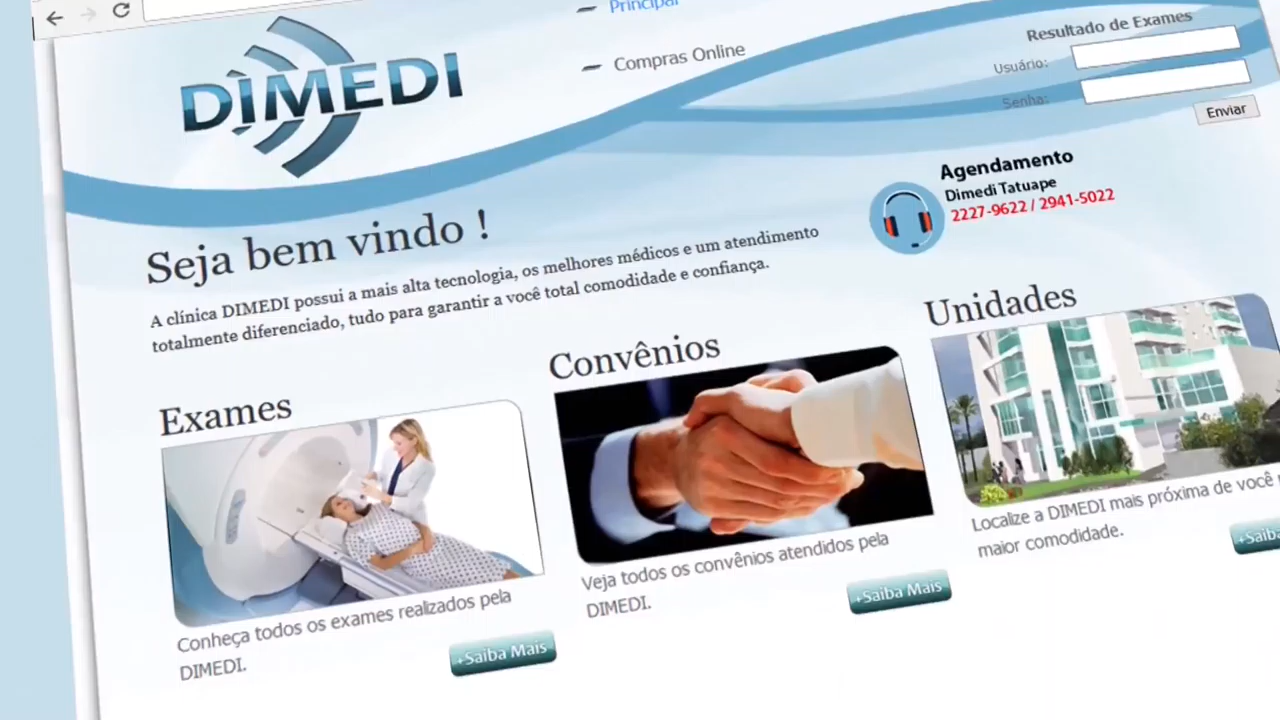 DIMEDI
Principal
Compras Online
Resultado de Exames
Usuário:
Senha:
Enviar
Agendamento
Dimedi Tatuape
2227-9622 / 2941-5022
Seja bem vindo !
A clínica DIMEDI possui a mais alta tecnologia, os melhores médicos e um atendimento
totalmente diferenciado, tudo para garantir a você total comodidade e confiança.
Exames
Conheça todos os exames realizados pela
DIMEDI.
+Saiba Mais
Convênios
Veja todos os convênios atendidos pela
DIMEDI.
+Saiba Mais
Unidades
Localize a DIMEDI mais próxima de você
maior comodidade.
+Saiba